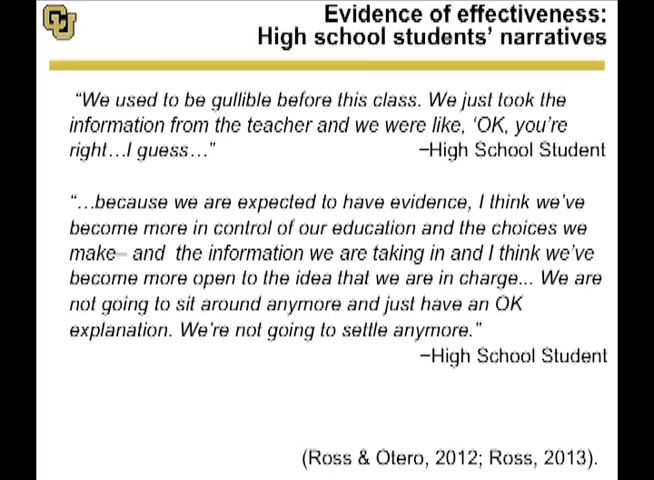 CU
Evidence of effectiveness:
High school students' narratives
“We used to be gullible before this class. We just took the
information from the teacher and we were like, ‘OK, you’re
right…I guess…”
−High School Student
“…because we are expected to have evidence, I think we’ve
become more in control of our education and the choices we
make– and the information we are taking in and I think we’ve
become more open to the idea that we are in charge... We are
not going to sit around anymore and just have an OK
explanation. We’re not going to settle anymore.”
−High School Student
(Ross & Otero, 2012; Ross, 2013).